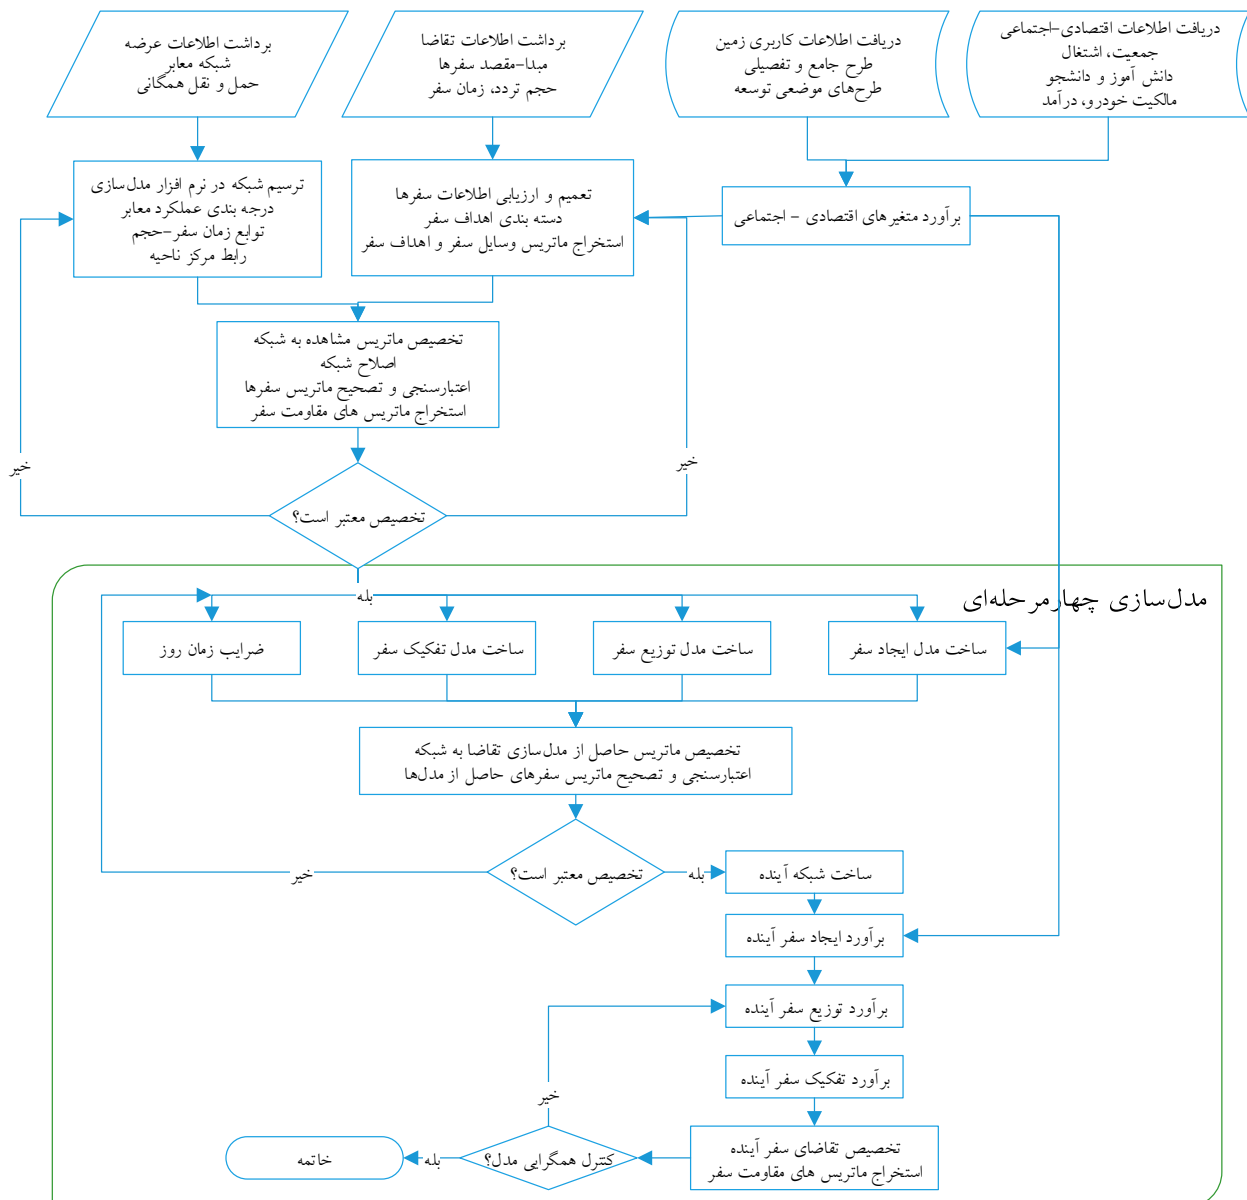 دریافت اطلاعات اقتصادی-اجتماعی
جمعیت، اشتغال
دانش آموز و دانشجو
مالکیت خودرو، درآمد
دریافت اطلاعات کاربری زمین
طرح جامع و تفصیلی
طرح‌های موضعی توسعه
برداشت اطلاعات تقاضا
مبدا-مقصد سفرها
حجم تردد، زمان سفر
برداشت اطلاعات عرضه
شبکه معابر
حمل و نقل همگانی
برآورد متغیرهای اقتصادی - اجتماعی
تعمیم و ارزیابی اطلاعات سفرها
دسته بندی اهداف سفر
استخراج ماتریس وسایل سفر و اهداف سفر
ترسیم شبکه در نرم افزار مدل‌سازی
درجه بندی عملکرد معابر
توابع زمان سفر-حجم
رابط مرکز ناحیه
تخصیص ماتریس مشاهده به شبکه
اصلاح شبکه
اعتبارسنجی و تصحیح ماتریس سفرها
استخراج ماتریس های مقاومت سفر
خیر
خیر
تخصیص معتبر است؟
بله
مدل‌سازی چهارمرحله‌ای
ساخت مدل ایجاد سفر
ساخت مدل توزیع سفر
ساخت مدل تفکیک سفر
ضرایب زمان روز
تخصیص ماتریس حاصل از مدل‌سازی تقاضا به شبکه
اعتبارسنجی و تصحیح ماتریس سفرهای حاصل از مدل‌ها
تخصیص معتبر است؟
خیر
بله
ساخت شبکه آینده
برآورد ایجاد سفر آینده
برآورد توزیع سفر آینده
برآورد تفکیک سفر آینده
تخصیص تقاضای سفر آینده
استخراج ماتریس های مقاومت سفر
خیر
کنترل همگرایی مدل؟
بله
خاتمه